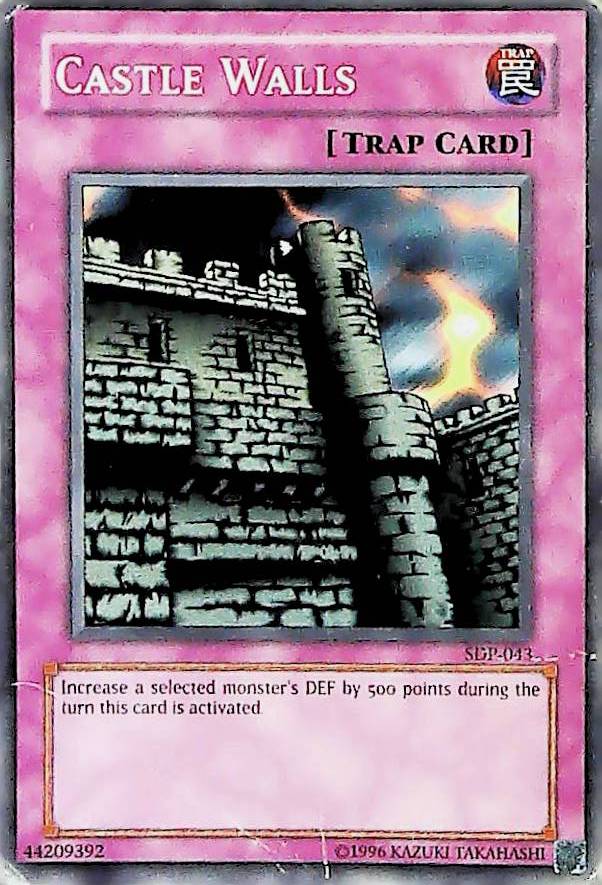 CASTLE WALLS
TRAP
罠
[TRAP CARD]
SDP-043
Increase a selected monster's DEF by 500 points during the
turn this card is activated.
44209392
©1996 KAZUKI TAKAHASHI